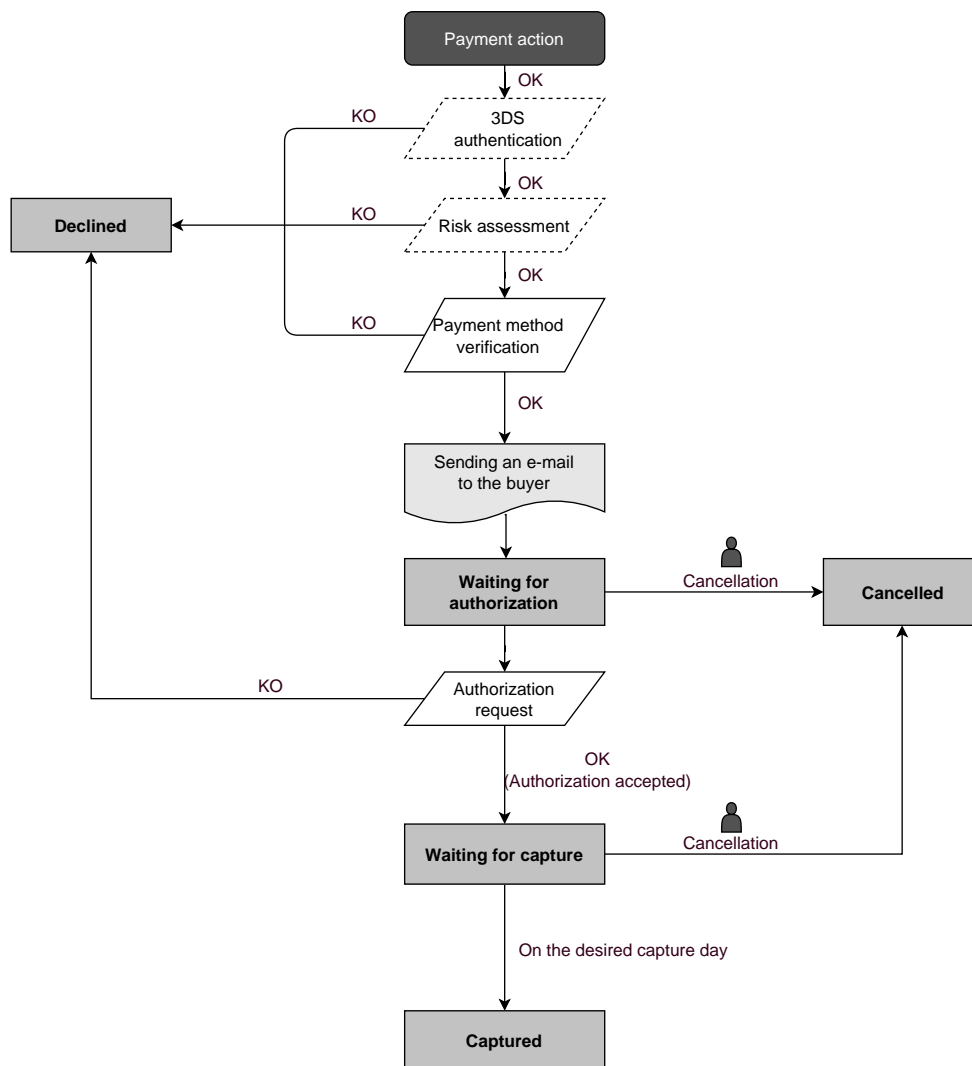 Payment action
OK
KO
3DS
authentication
OK
Declined
KO
Risk assessment
OK
KO
Payment method
verification
OK
Sending an e-mail
to the buyer
Waiting for
authorization
Cancellation
Cancelled
KO
Authorization
request
OK
(Authorization accepted)
Waiting for capture
Cancellation
On the desired capture day
Captured